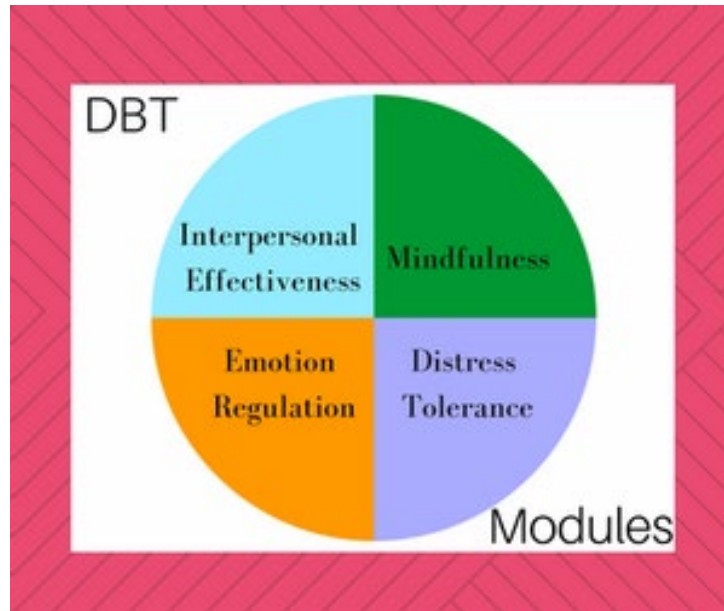 DBT
Interpersonal
Effectiveness
Mindfulness
Emotion
Regulation
Distress
Tolerance
Modules